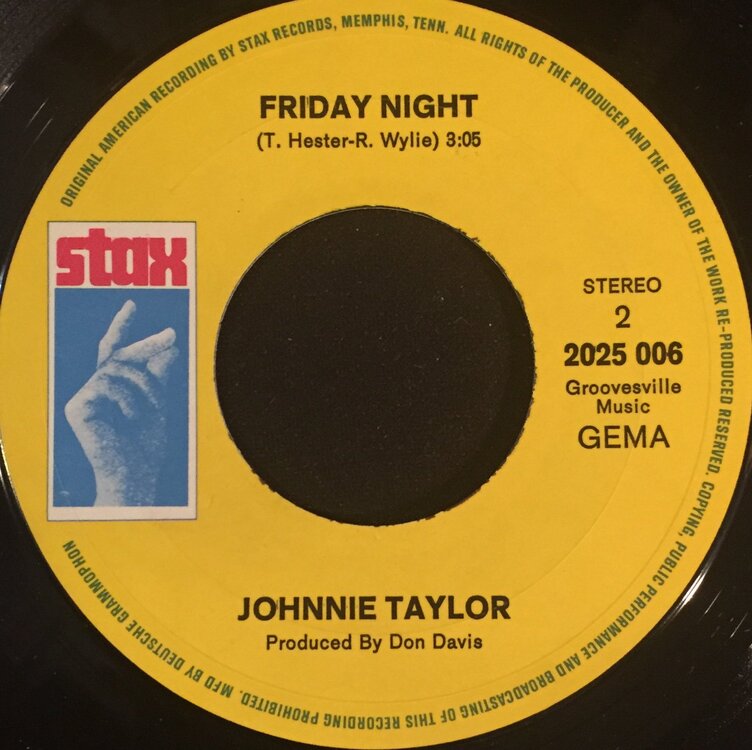 ORIGINAL AMERICAN RECORDING BY STAX RECORDS, MEMPHIS, TENN. ALL RIGHTS OF THE PRODUCER AND THE OWNER OF THE WORK RE-PRODUCED RESERVED. COPYING, PUBLIC PERFORMANCE AND BROADCASTING OF THIS RECORDING PROHIBITED. MFD BY DEUTSCHE GRAMMOPHON
FRIDAY NIGHT
(T. Hester-R. Wylie) 3:05
stax
STEREO
2
2025 006
Groovesville
Music
GEMA
JOHNNIE TAYLOR
Produced By Don Davis